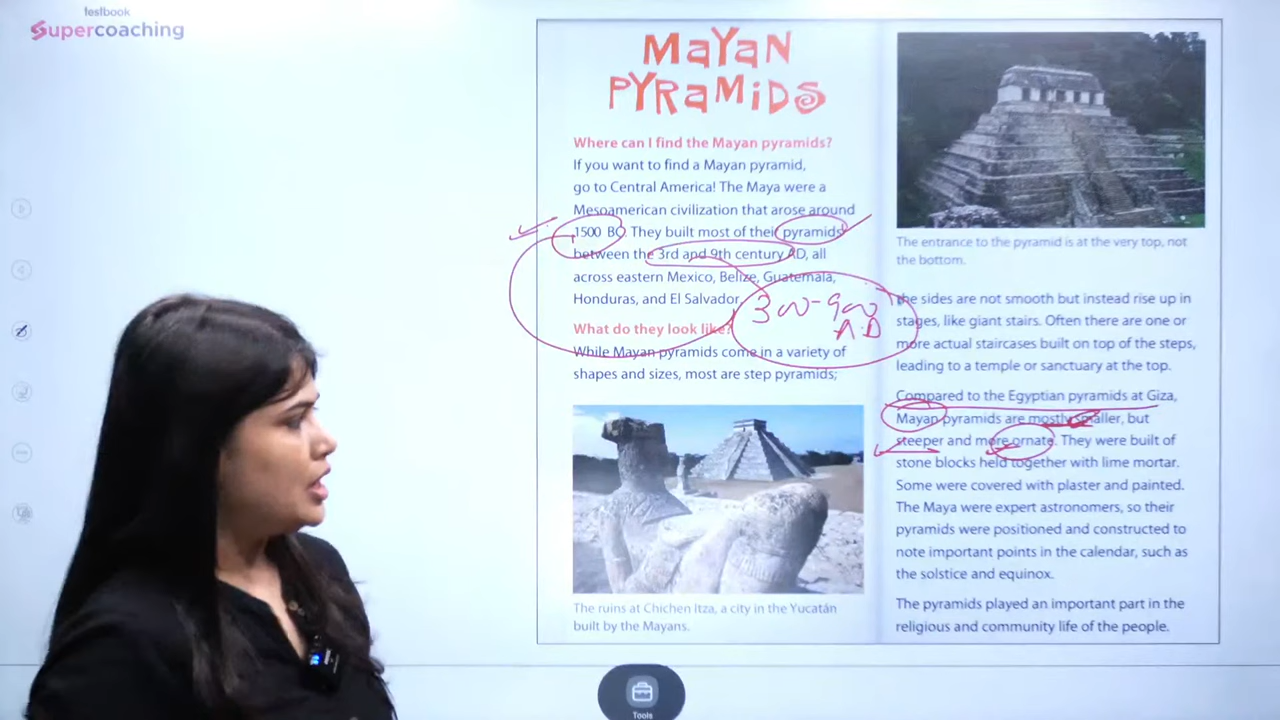 testbook
Supercoaching
MaYaN
PYRaMiDS
Where can I find the Mayan pyramids?
If you want to find a Mayan pyramid,
go to Central America! The Maya were a
Mesoamerican civilization that arose around
1500 BC. They built most of their pyramids
between the 3rd and 9th century AD, all
across eastern Mexico, Belize, Guatemala,
Honduras, and El Salvador.
300-900
A.D
What do they look like?
While Mayan pyramids come in a variety of
shapes and sizes, most are step pyramids;
The ruins at Chichen Itza, a city in the Yucatán
built by the Mayans.
The entrance to the pyramid is at the very top, not
the bottom.
the sides are not smooth but instead rise up in
stages, like giant stairs. Often there are one or
more actual staircases built on top of the steps,
leading to a temple or sanctuary at the top.
Compared to the Egyptian pyramids at Giza,
Mayan pyramids are mostly smaller, but
steeper and more ornate. They were built of
stone blocks held together with lime mortar.
Some were covered with plaster and painted.
The Maya were expert astronomers, so their
pyramids were positioned and constructed to
note important points in the calendar, such as
the solstice and equinox.
The pyramids played an important part in the
religious and community life of the people.
Tools